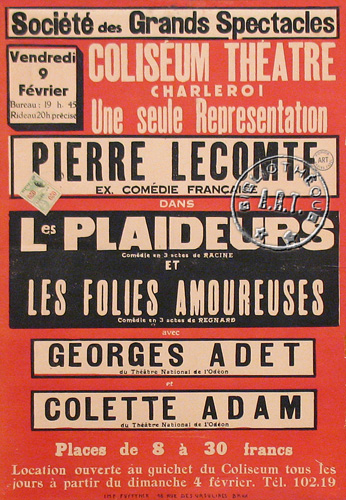 Société des Grands Spectacles
Vendredi
9
Février
Bureau: 19 h. 45
Rideau 20h précise
COLISÉUM THÉATRE
CHARLEROI
Une seule Representation
PIERRE LECOMTE
EX. COMÉDIE FRANÇAISE
DANS
Les PLAIDEURS
Comédie en 3 actes de RACINE
ET
LES FOLIES AMOUREUSES
Comédie en 3 actes de REGNARD
avec
GEORGES ADET
du Théâtre National de l'Odéon
et
COLETTE ADAM
du Théâtre National de l'Odéon
Places de 8 à 30 francs
Location ouverte au guichet du Coliseum tous les
jours à partir du dimanche 4 février. Tél. 102.19
BIBLIOTHÈQUE
A.R.T.